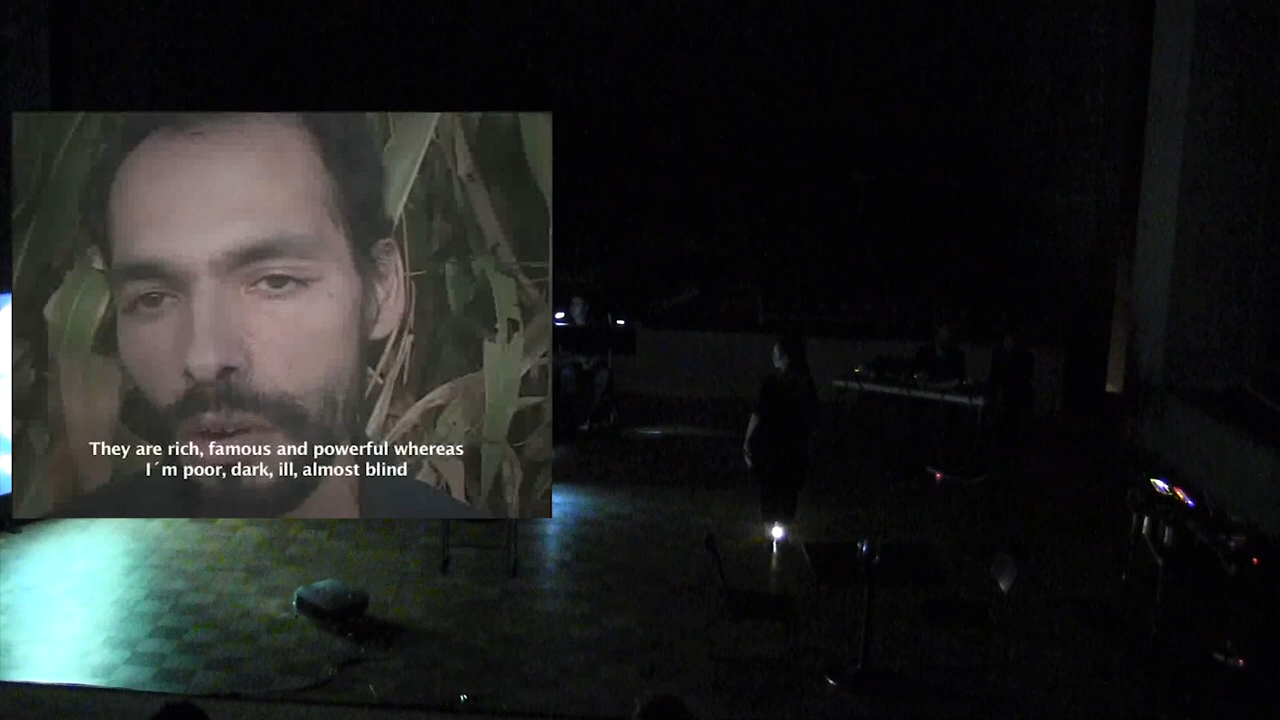 They are rich, famous and powerful whereas
I´m poor, dark, ill, almost blind